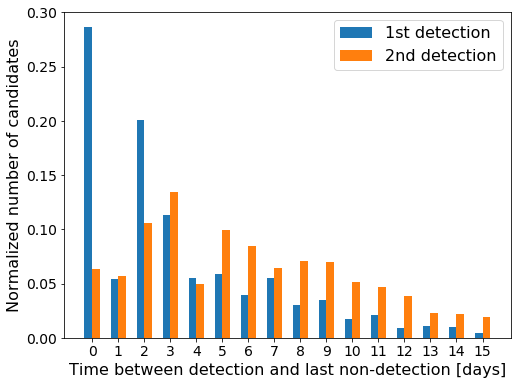 1st detection
2nd detection
Normalized number of candidates
0.30
0.25
0.20
0.15
0.10
0.05
0.00
0 1 2 3 4 5 6 7 8 9 10 11 12 13 14 15
Time between detection and last non-detection [days]